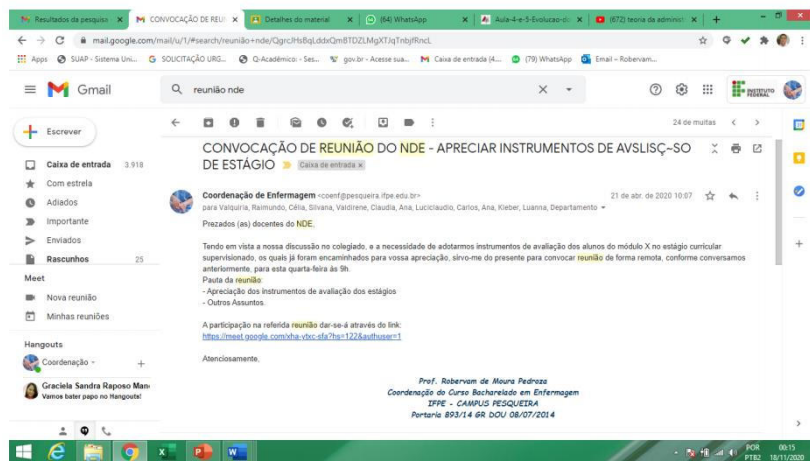 Resultados da pesquisa
CONVOCAÇÃO DE REU
Detalhes do material
(64) WhatsApp
Aula-4-e-5-Evolucao-d
(672) teoria da administ
mail.google.com/mail/u/1/#search/reunião+nde/
Apps
SUAP - Sistema Uni...
SOLICITAÇÃO URG...
Q-Acadêmico: - Ses...
gov.br - Acesse sua...
Caixa de entrada (4...
(79) WhatsApp
Email – Robervam...
Gmail
reunião nde
INSTITUTO
FEDERAL
Escrever
24 de muitas
Caixa de entrada 3.918
Com estrela
Adiados
Importante
Enviados
Rascunhos 25
Meet
Nova reunião
Minhas reuniões
Hangouts
Coordenação
Graciela Sandra Raposo Man
Vamos bater papo no Hangouts!
CONVOCAÇÃO DE REUNIÃO DO NDE - APRECIAR INSTRUMENTOS DE AVSLISÇ~SO
DE ESTÁGIO
Caixa de entrada x
Coordenação de Enfermagem <coenf@pesqueira.ifpe.edu.br>
21 de abr. de 2020 10:07
para Valquiria, Raimundo, Célia, Silvana, Valdirene, Claudia, Ana, Luciclaudio, Carlos, Ana, Kleber, Luanna, Departamento
Prezados (as) docentes do NDE,
Tendo em vista a nossa discussão no colegiado, e a necessidade de adotarmos instrumentos de avaliação dos alunos do módulo X no estágio curricular
supervisionado, os quais já foram encaminhados para vossa apreciação, sirvo-me do presente para convocar reunião de forma remota, conforme conversamos
anteriormente, para esta quarta-feira às 9h.
Pauta da reunião:
- Apreciação dos instrumentos de avaliação dos estágios
- Outros Assuntos.
A participação na referida reunião dar-se-á através do link:
https://meet.google.com/xha-ytxc-sfa?hs=122&authuser=1
Atenciosamente,
Prof. Robervam de Moura Pedroza
Coordenação do Curso Bacharelado em Enfermagem
IFPE - CAMPUS PESQUEIRA
Portaria 893/14 GR DOU 08/07/2014
POR
PTB2
00:15
18/11/2020